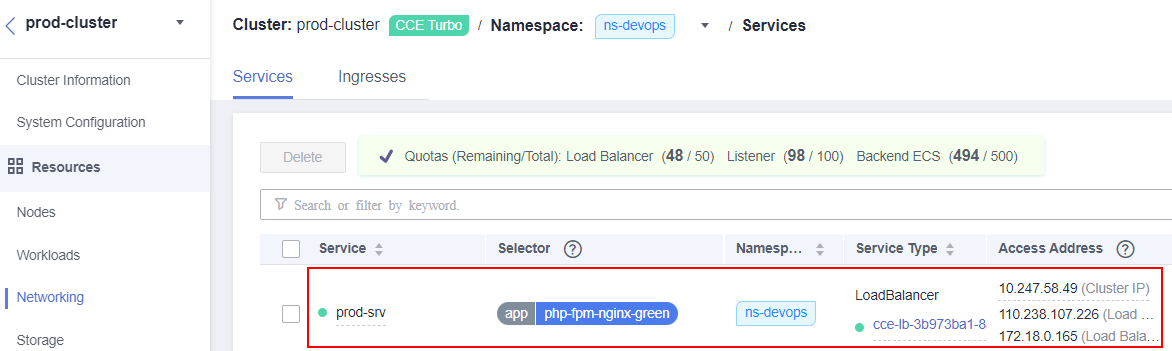 prod-cluster
Cluster: prod-cluster CCE Turbo / Namespace: ns-devops / Services
Cluster Information
System Configuration
Resources
Nodes
Workloads
Networking
Storage
Services Ingresses
Delete
Quotas (Remaining/Total): Load Balancer (48 / 50) Listener (98 / 100) Backend ECS (494 / 500)
Search or filter by keyword.
Service Selector Namesp... Service Type Access Address
prod-srv
app php-fpm-nginx-green
ns-devops
LoadBalancer
cce-lb-3b973ba1-8
10.247.58.49 (Cluster IP)
110.238.107.226 (Load ...
172.18.0.165 (Load Bala...